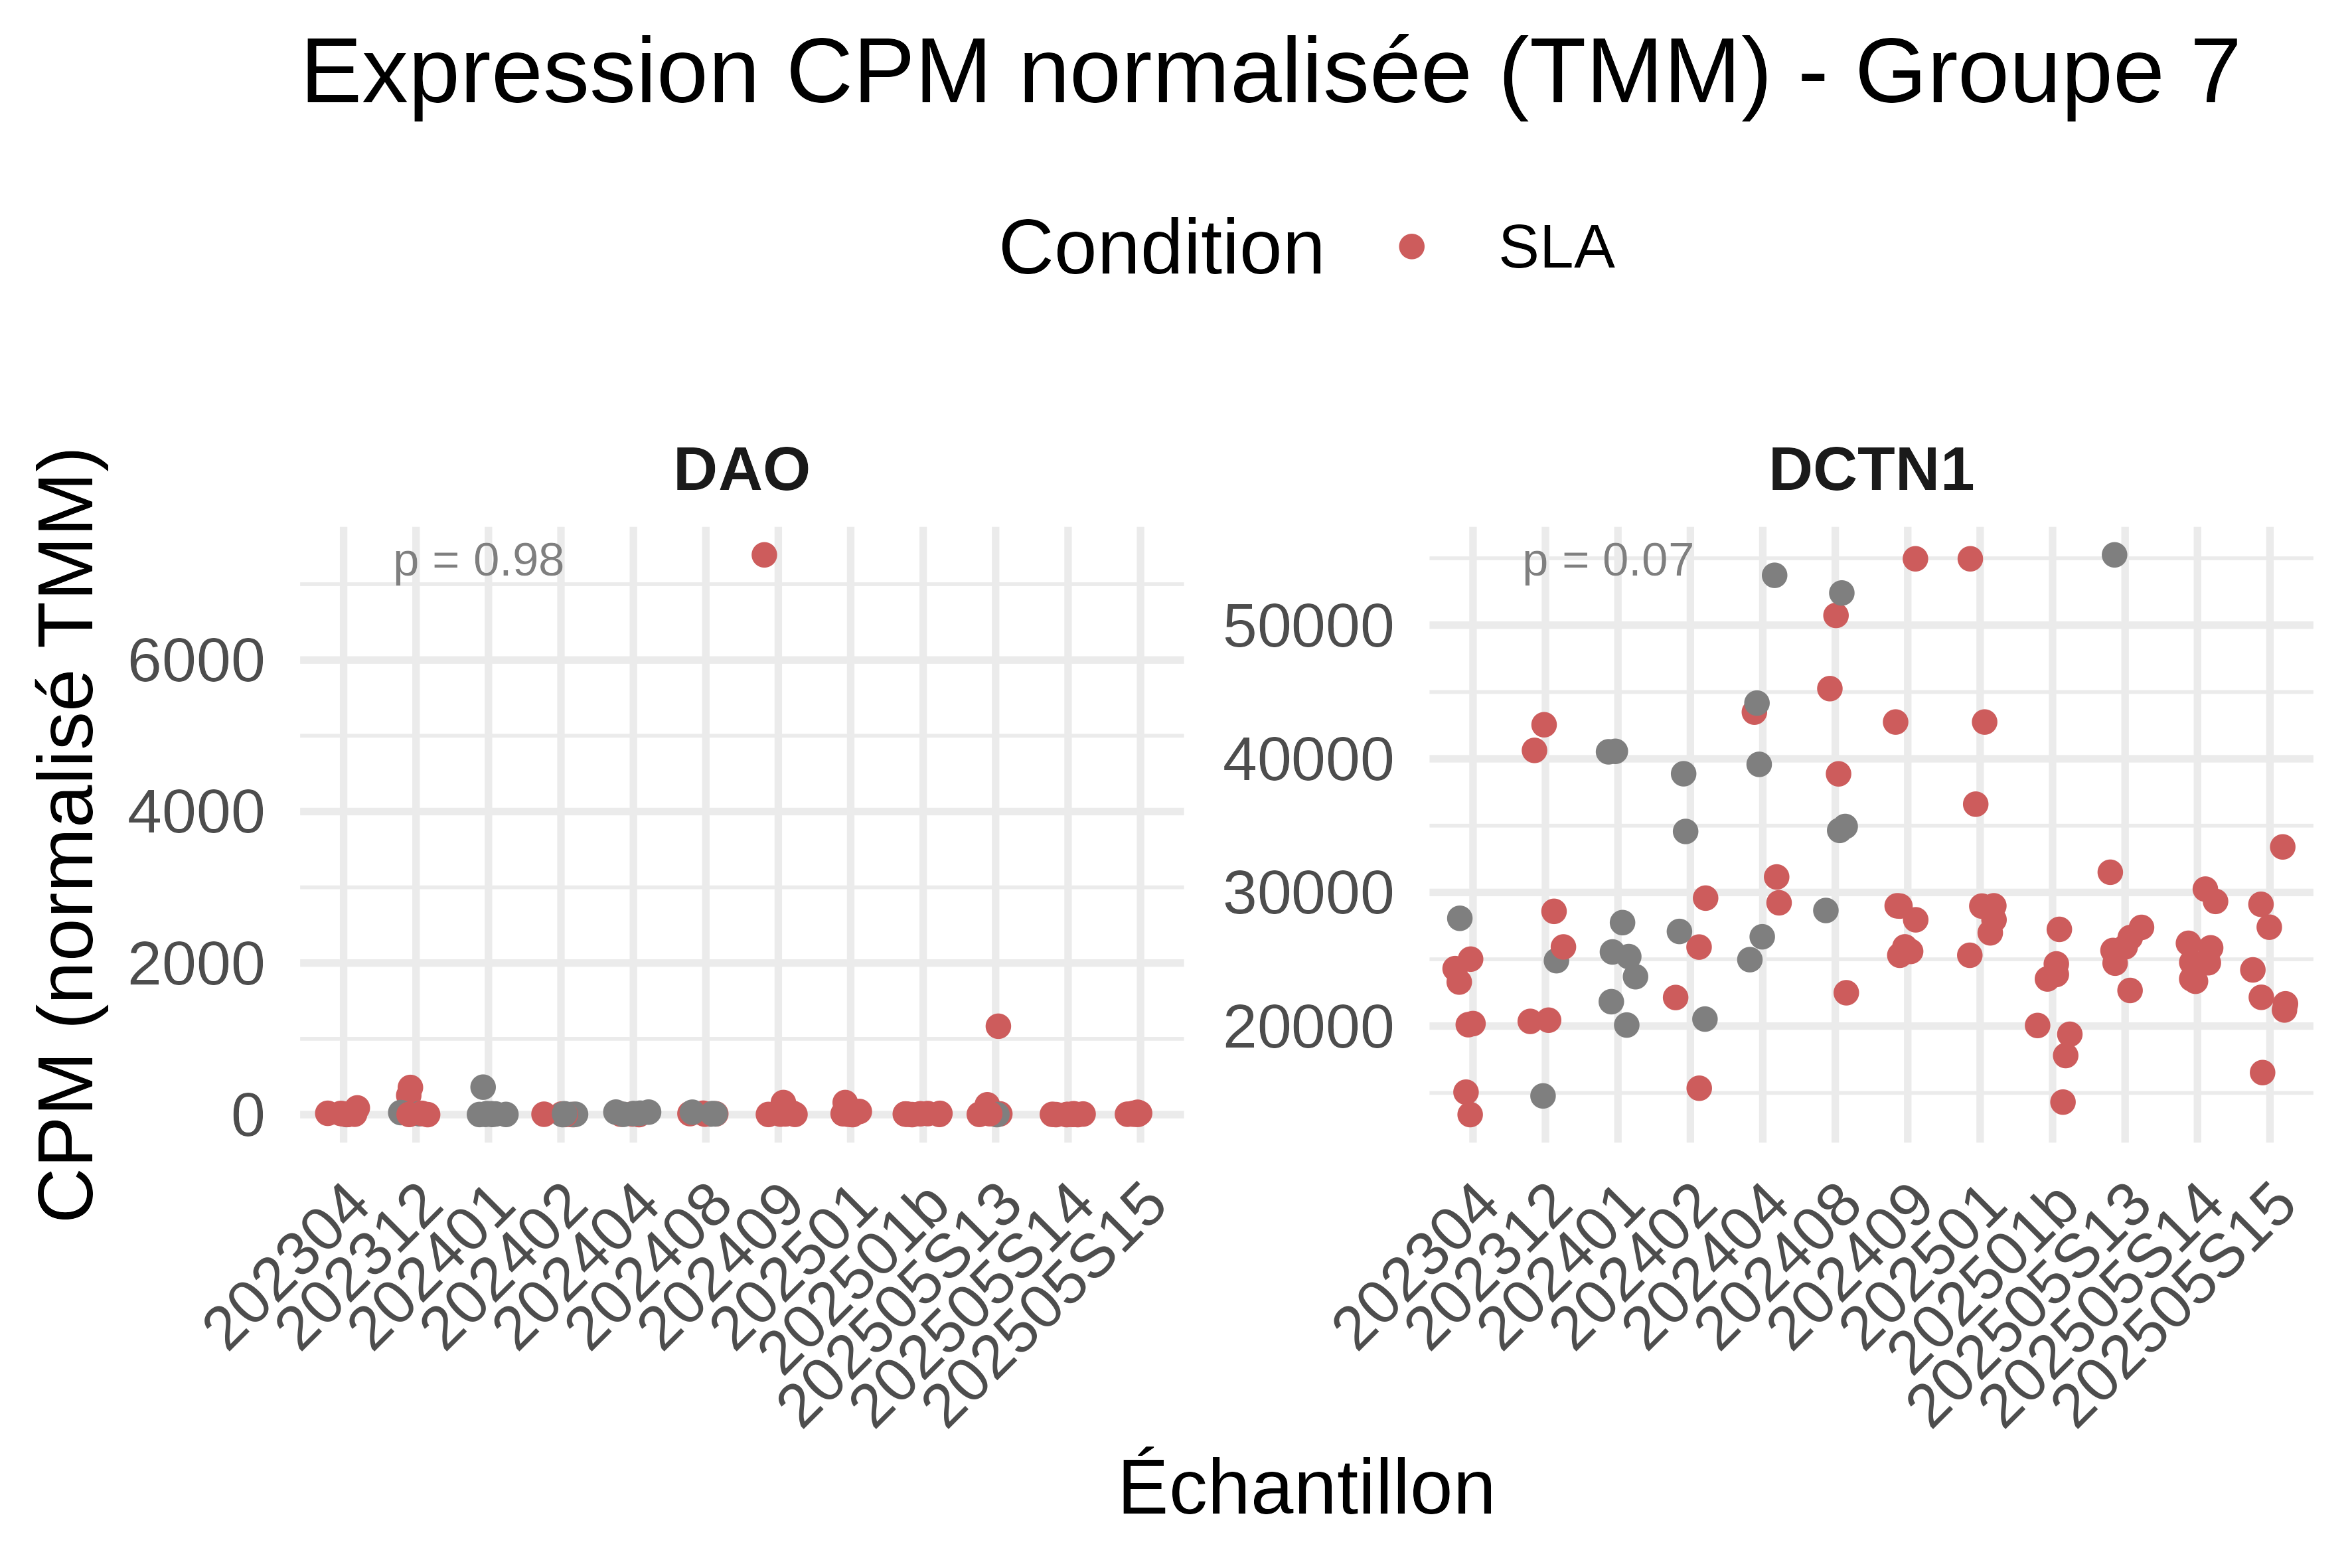 Expression CPM normalisée (TMM) - Groupe 7
Condition SLA
DAO
DCTN1
CPM (normalisé TMM)
p = 0.98
6000
4000
2000
0
p = 0.07
50000
40000
30000
20000
202304
202312
202401
202402
202404
202408
202409
202501
202501b
202505S13
202505S14
202505S15
202304
202312
202401
202402
202404
202408
202409
202501
202501b
202505S13
202505S14
202505S15
Échantillon